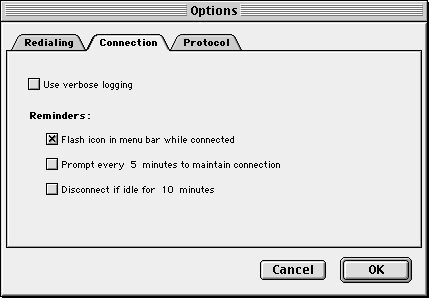 Options
Redialing Connection Protocol
Use verbose logging
Reminders:
Flash icon in menu bar while connected
Prompt every 5 minutes to maintain connection
Disconnect if idle for 10 minutes
Cancel OK